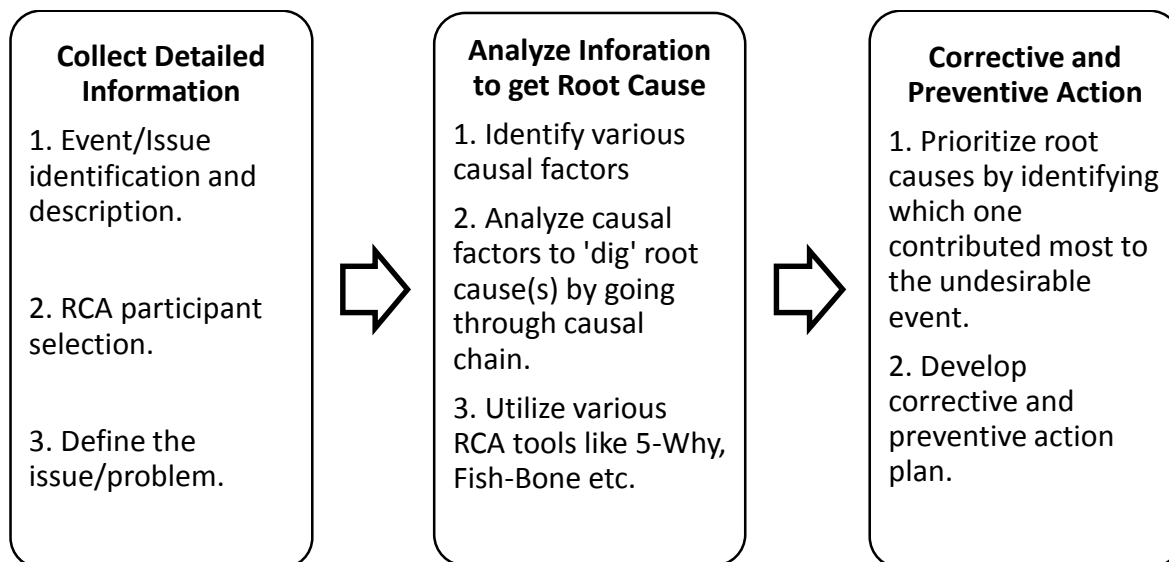 Collect Detailed
Information
1. Event/Issue
identification and
description.
2. RCA participant
selection.
3. Define the
issue/problem.
Analyze Inforation
to get Root Cause
1. Identify various
causal factors
2. Analyze causal
factors to 'dig' root
cause(s) by going
through causal
chain.
3. Utilize various
RCA tools like 5-Why,
Fish-Bone etc.
Corrective and
Preventive Action
1. Prioritize root
causes by identifying
which one
contributed most to
the undesirable
event.
2. Develop
corrective and
preventive action
plan.